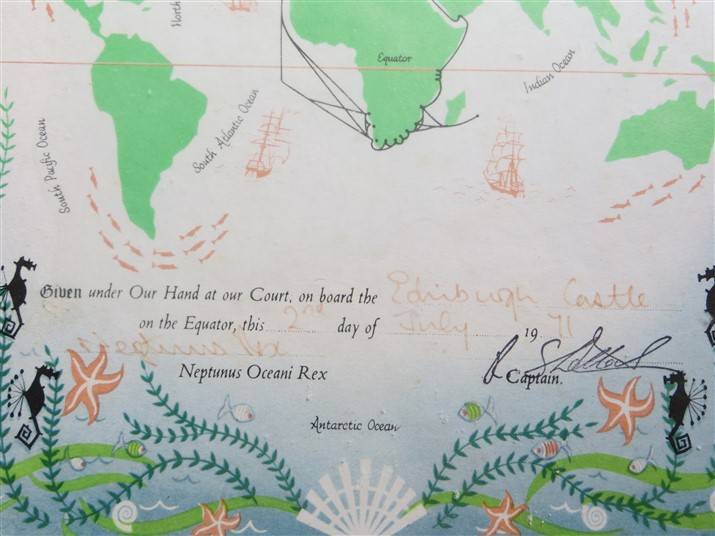 North
Equator
Indian Ocean
South Atlantic Ocean
South Pacific Ocean
Given under Our Hand at our Court, on board the Edinburgh Castle
on the Equator, this 2nd day of July 1971
Neptunus Rex
Neptunus Oceani Rex
Captain.
Antarctic Ocean